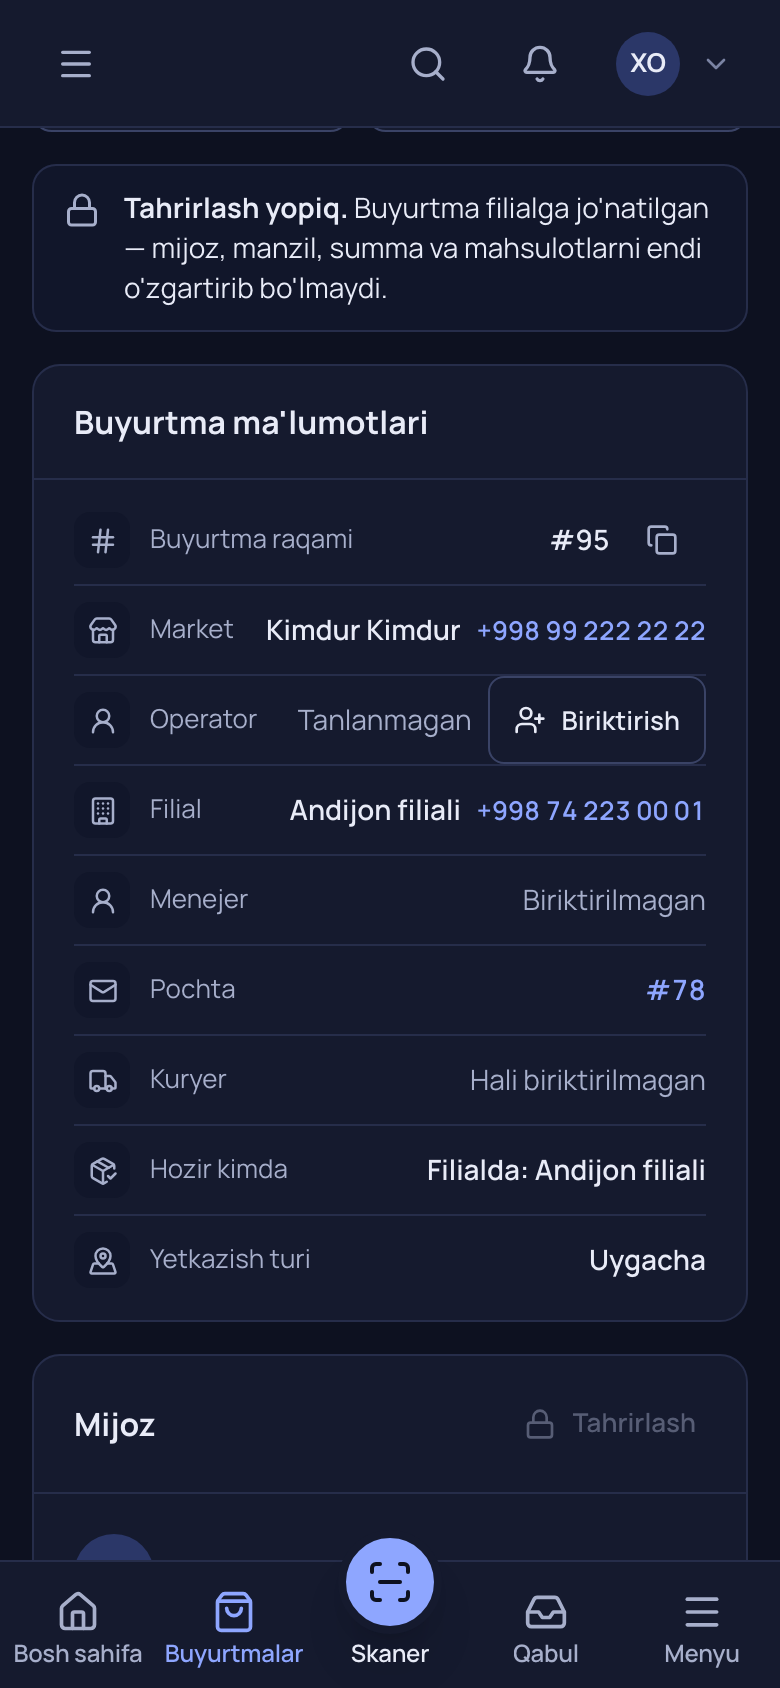 XO
Tahrirlash yopiq. Buyurtma filialga jo'natilgan
— mijoz, manzil, summa va mahsulotlarni endi
o'zgartirib bo'lmaydi.
Buyurtma ma'lumotlari
Buyurtma raqami #95
Market Kimdur Kimdur +998 99 222 22 22
Operator Tanlanmagan Biriktirish
Filial Andijon filiali +998 74 223 00 01
Menejer Biriktirilmagan
Pochta #78
Kuryer Hali biriktirilmagan
Hozir kimda Filialda: Andijon filiali
Yetkazish turi Uygacha
Mijoz Tahrirlash
Bosh sahifa Buyurtmalar Skaner Qabul Menyu